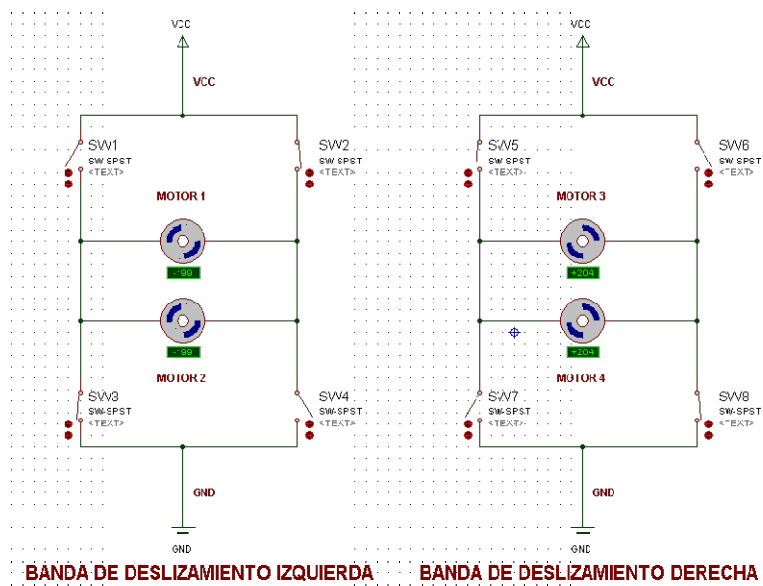 VCC
VCC
VCC
VCC
SW1
SW-SPST
<TEXT>
SW2
SW-SPST
<TEXT>
SW5
SW-SPST
<TEXT>
SW6
SW-SPST
<TEXT>
MOTOR 1
MOTOR 3
-199
+204
-199
+204
MOTOR 2
MOTOR 4
SW3
SW-SPST
<TEXT>
SW4
SW-SPST
<TEXT>
SW7
SW-SPST
<TEXT>
SW8
SW-SPST
<TEXT>
GND
GND
GND
GND
BANDA DE DESLIZAMIENTO IZQUIERDA
BANDA DE DESLIZAMIENTO DERECHA